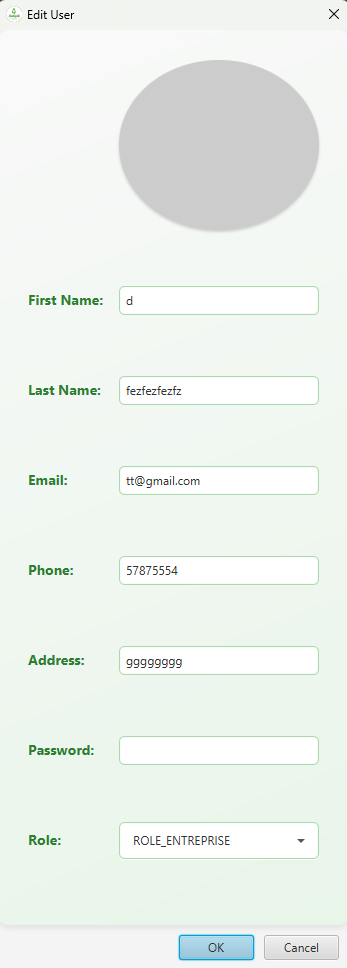 Edit User
First Name: d
Last Name: fezfezfezfz
Email: tt@gmail.com
Phone: 57875554
Address: gggggggg
Password:
Role: ROLE_ENTREPRISE
OK Cancel